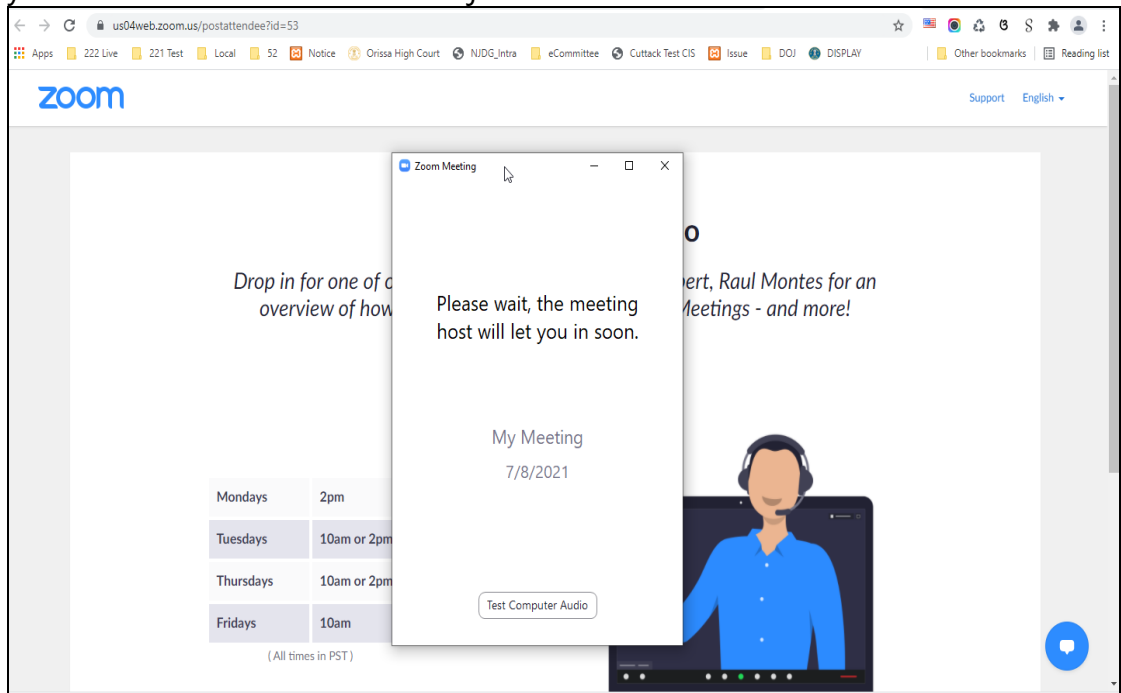 us04web.zoom.us/postattendee?id=53
Apps 222 Live 221 Test Local 52 Notice Orissa High Court NJDG_Intra eCommittee Cuttack Test CIS Issue DOJ DISPLAY Other bookmarks Reading list
zoom
Support English
Zoom Meeting
o
Drop in for one of o
pert, Raul Montes for an
overview of how
Meetings - and more!
Please wait, the meeting
host will let you in soon.
My Meeting
7/8/2021
Mondays 2pm
Tuesdays 10am or 2pm
Thursdays 10am or 2pm
Fridays 10am
(All times in PST)
Test Computer Audio